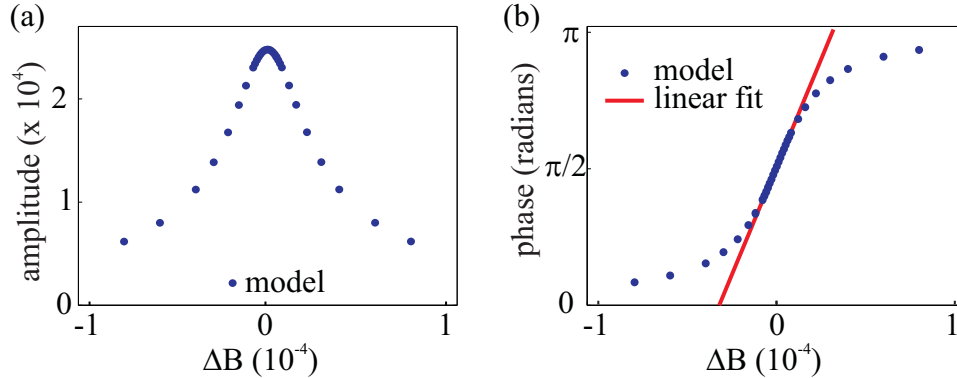 (a)
amplitude (x 10⁴)
2
1
0
model
-1
0
1
ΔB (10⁻⁴)
(b)
phase (radians)
π
π/2
0
model
linear fit
-1
0
1
ΔB (10⁻⁴)